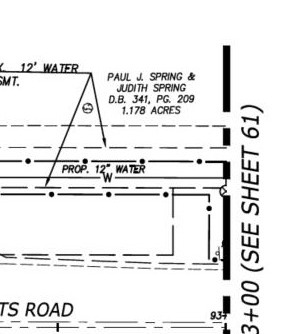 12' WATER
SMT.
PAUL J. SPRING &
JUDITH SPRING
D.B. 341, PG. 209
1.178 ACRES
PROP. 12" WATER
W
TS ROAD
934
3+00 (SEE SHEET 61)